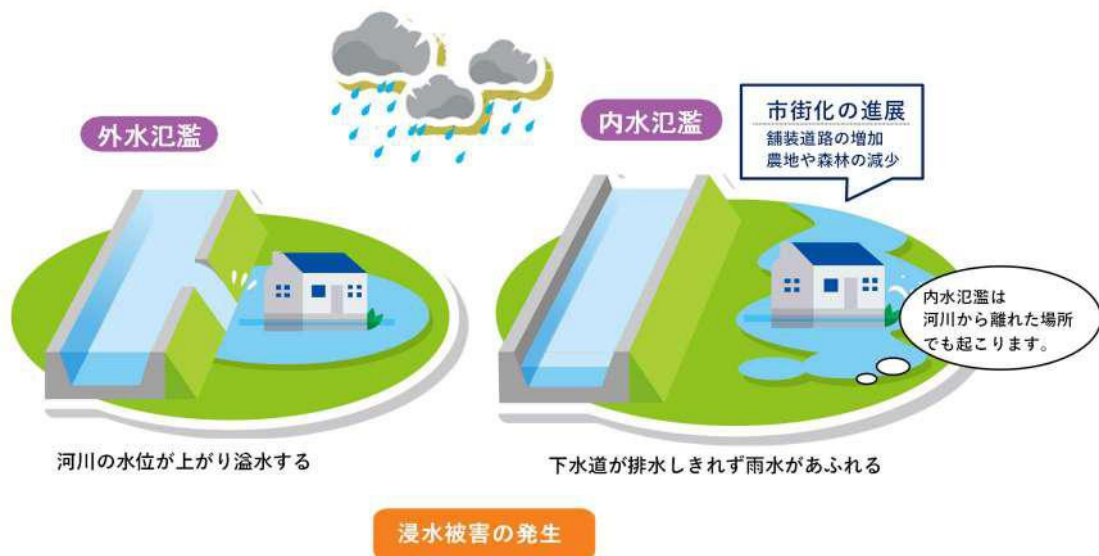 外水氾濫
内水氾濫
市街化の進展
舗装道路の増加
農地や森林の減少
内水氾濫は
河川から離れた場所
でも起こります。
河川の水位が上がり溢水する
下水道が排水しきれず雨水があふれる
浸水被害の発生